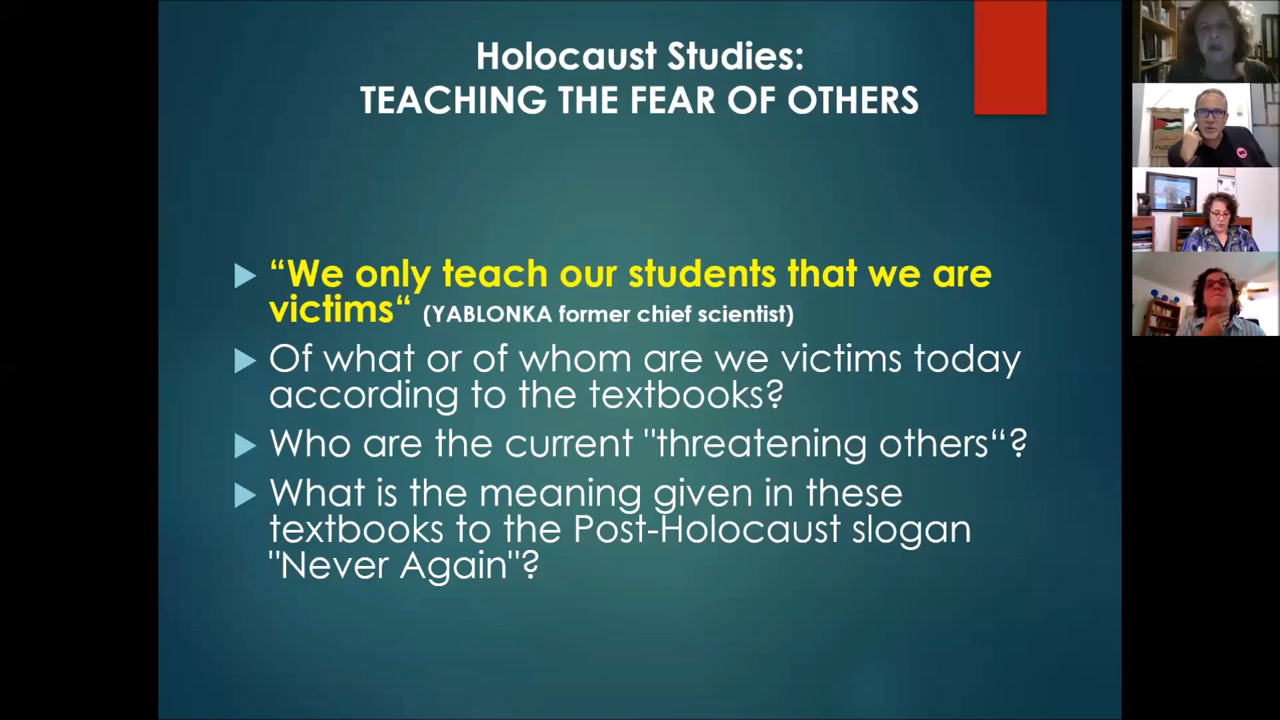 Holocaust Studies:
TEACHING THE FEAR OF OTHERS
“We only teach our students that we are
victims“ (YABLONKA former chief scientist)
Of what or of whom are we victims today
according to the textbooks?
Who are the current "threatening others“?
What is the meaning given in these
textbooks to the Post-Holocaust slogan
"Never Again"?